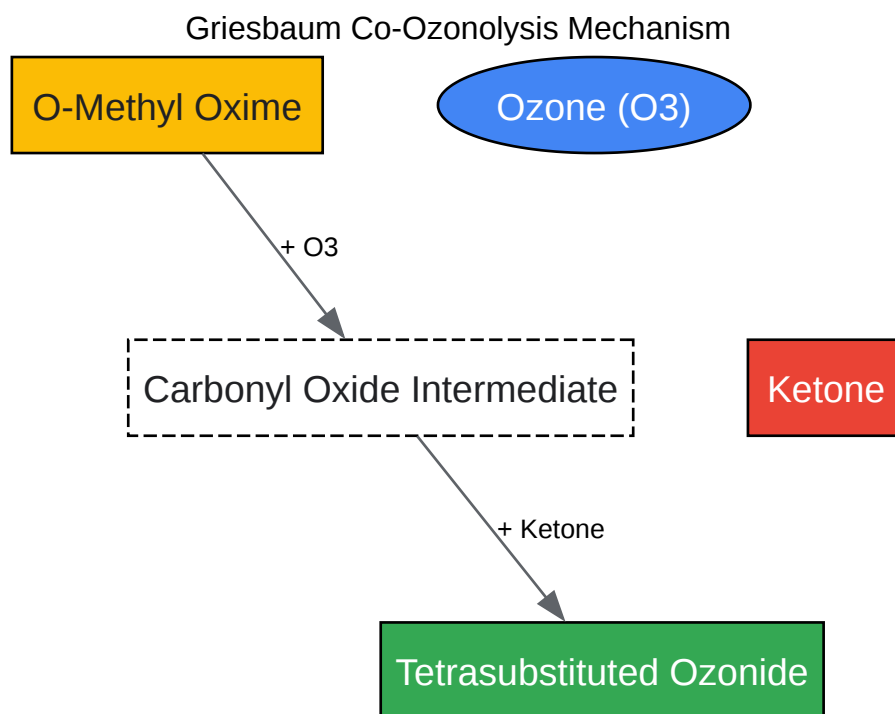 Griesbaum Co-Ozonolysis Mechanism
O-Methyl Oxime
Ozone (O3)
+ O3
Carbonyl Oxide Intermediate
Ketone
+ Ketone
Tetrasubstituted Ozonide